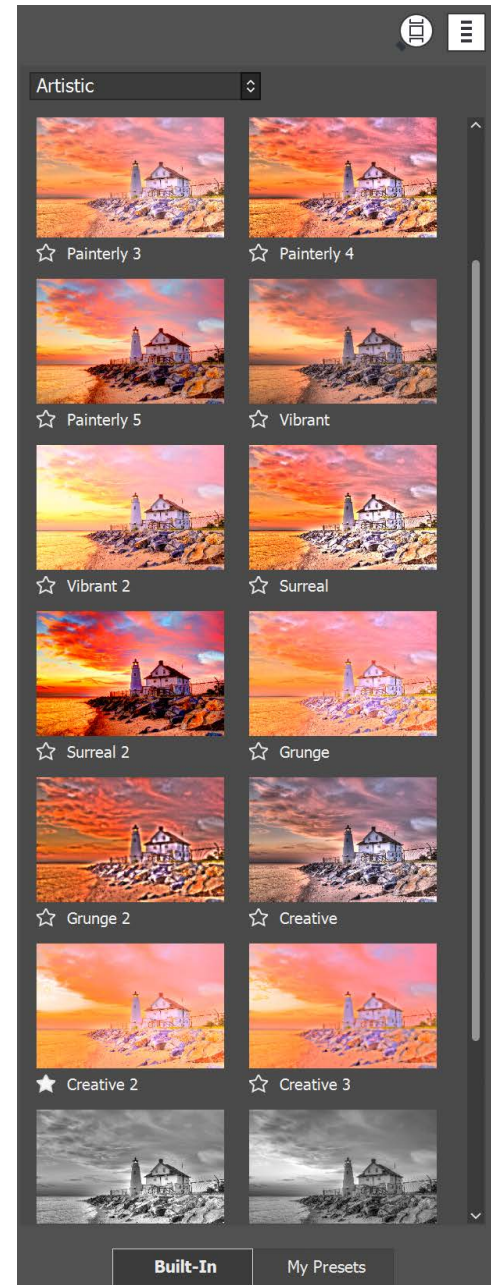 Artistic
Painterly 3
Painterly 4
Painterly 5
Vibrant
Vibrant 2
Surreal
Surreal 2
Grunge
Grunge 2
Creative
Creative 2
Creative 3
Built-In
My Presets